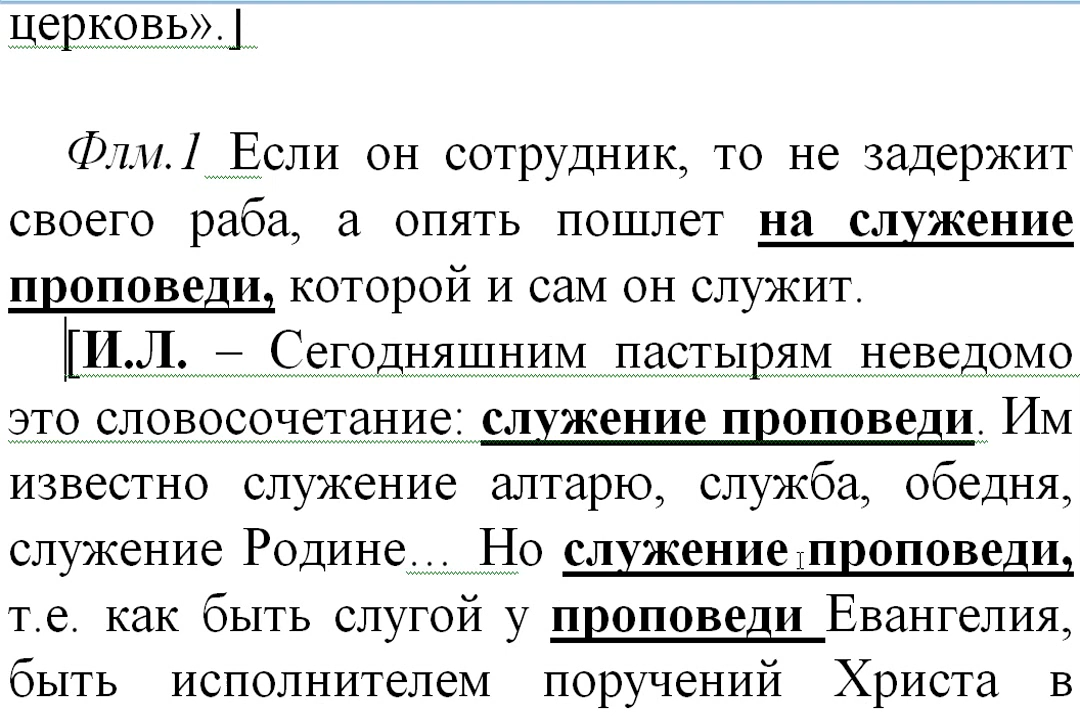 церковь».]
Флм.1 Если он сотрудник, то не задержит
своего раба, а опять пошлет на служение
проповеди, которой и сам он служит.
[И.Л. – Сегодняшним пастырям неведомо
это словосочетание: служение проповеди. Им
известно служение алтарю, служба, обедня,
служение Родине… Но служение проповеди,
т.е. как быть слугой у проповеди Евангелия,
быть исполнителем поручений Христа в